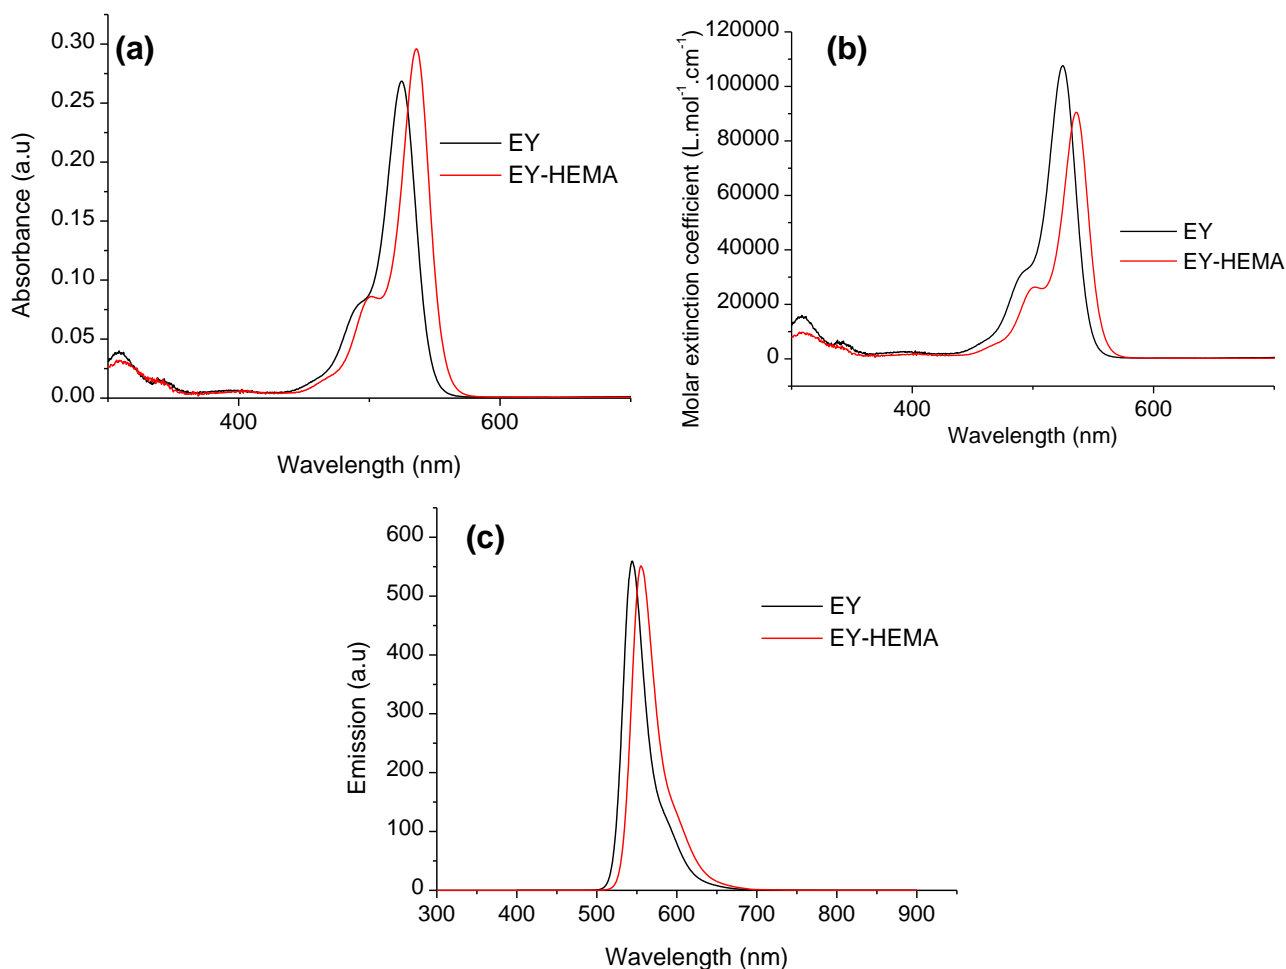 (a)
0.30
0.25
0.20
0.15
0.10
0.05
0.00
Absorbance (a.u)
EY
EY-HEMA
400
600
Wavelength (nm)
(b)
120000
100000
80000
60000
40000
20000
0
Molar extinction coefficient (L.mol⁻¹.cm⁻¹)
EY
EY-HEMA
400
600
Wavelength (nm)
(c)
600
500
400
300
200
100
0
Emission (a.u)
EY
EY-HEMA
300 400 500 600 700 800 900
Wavelength (nm)